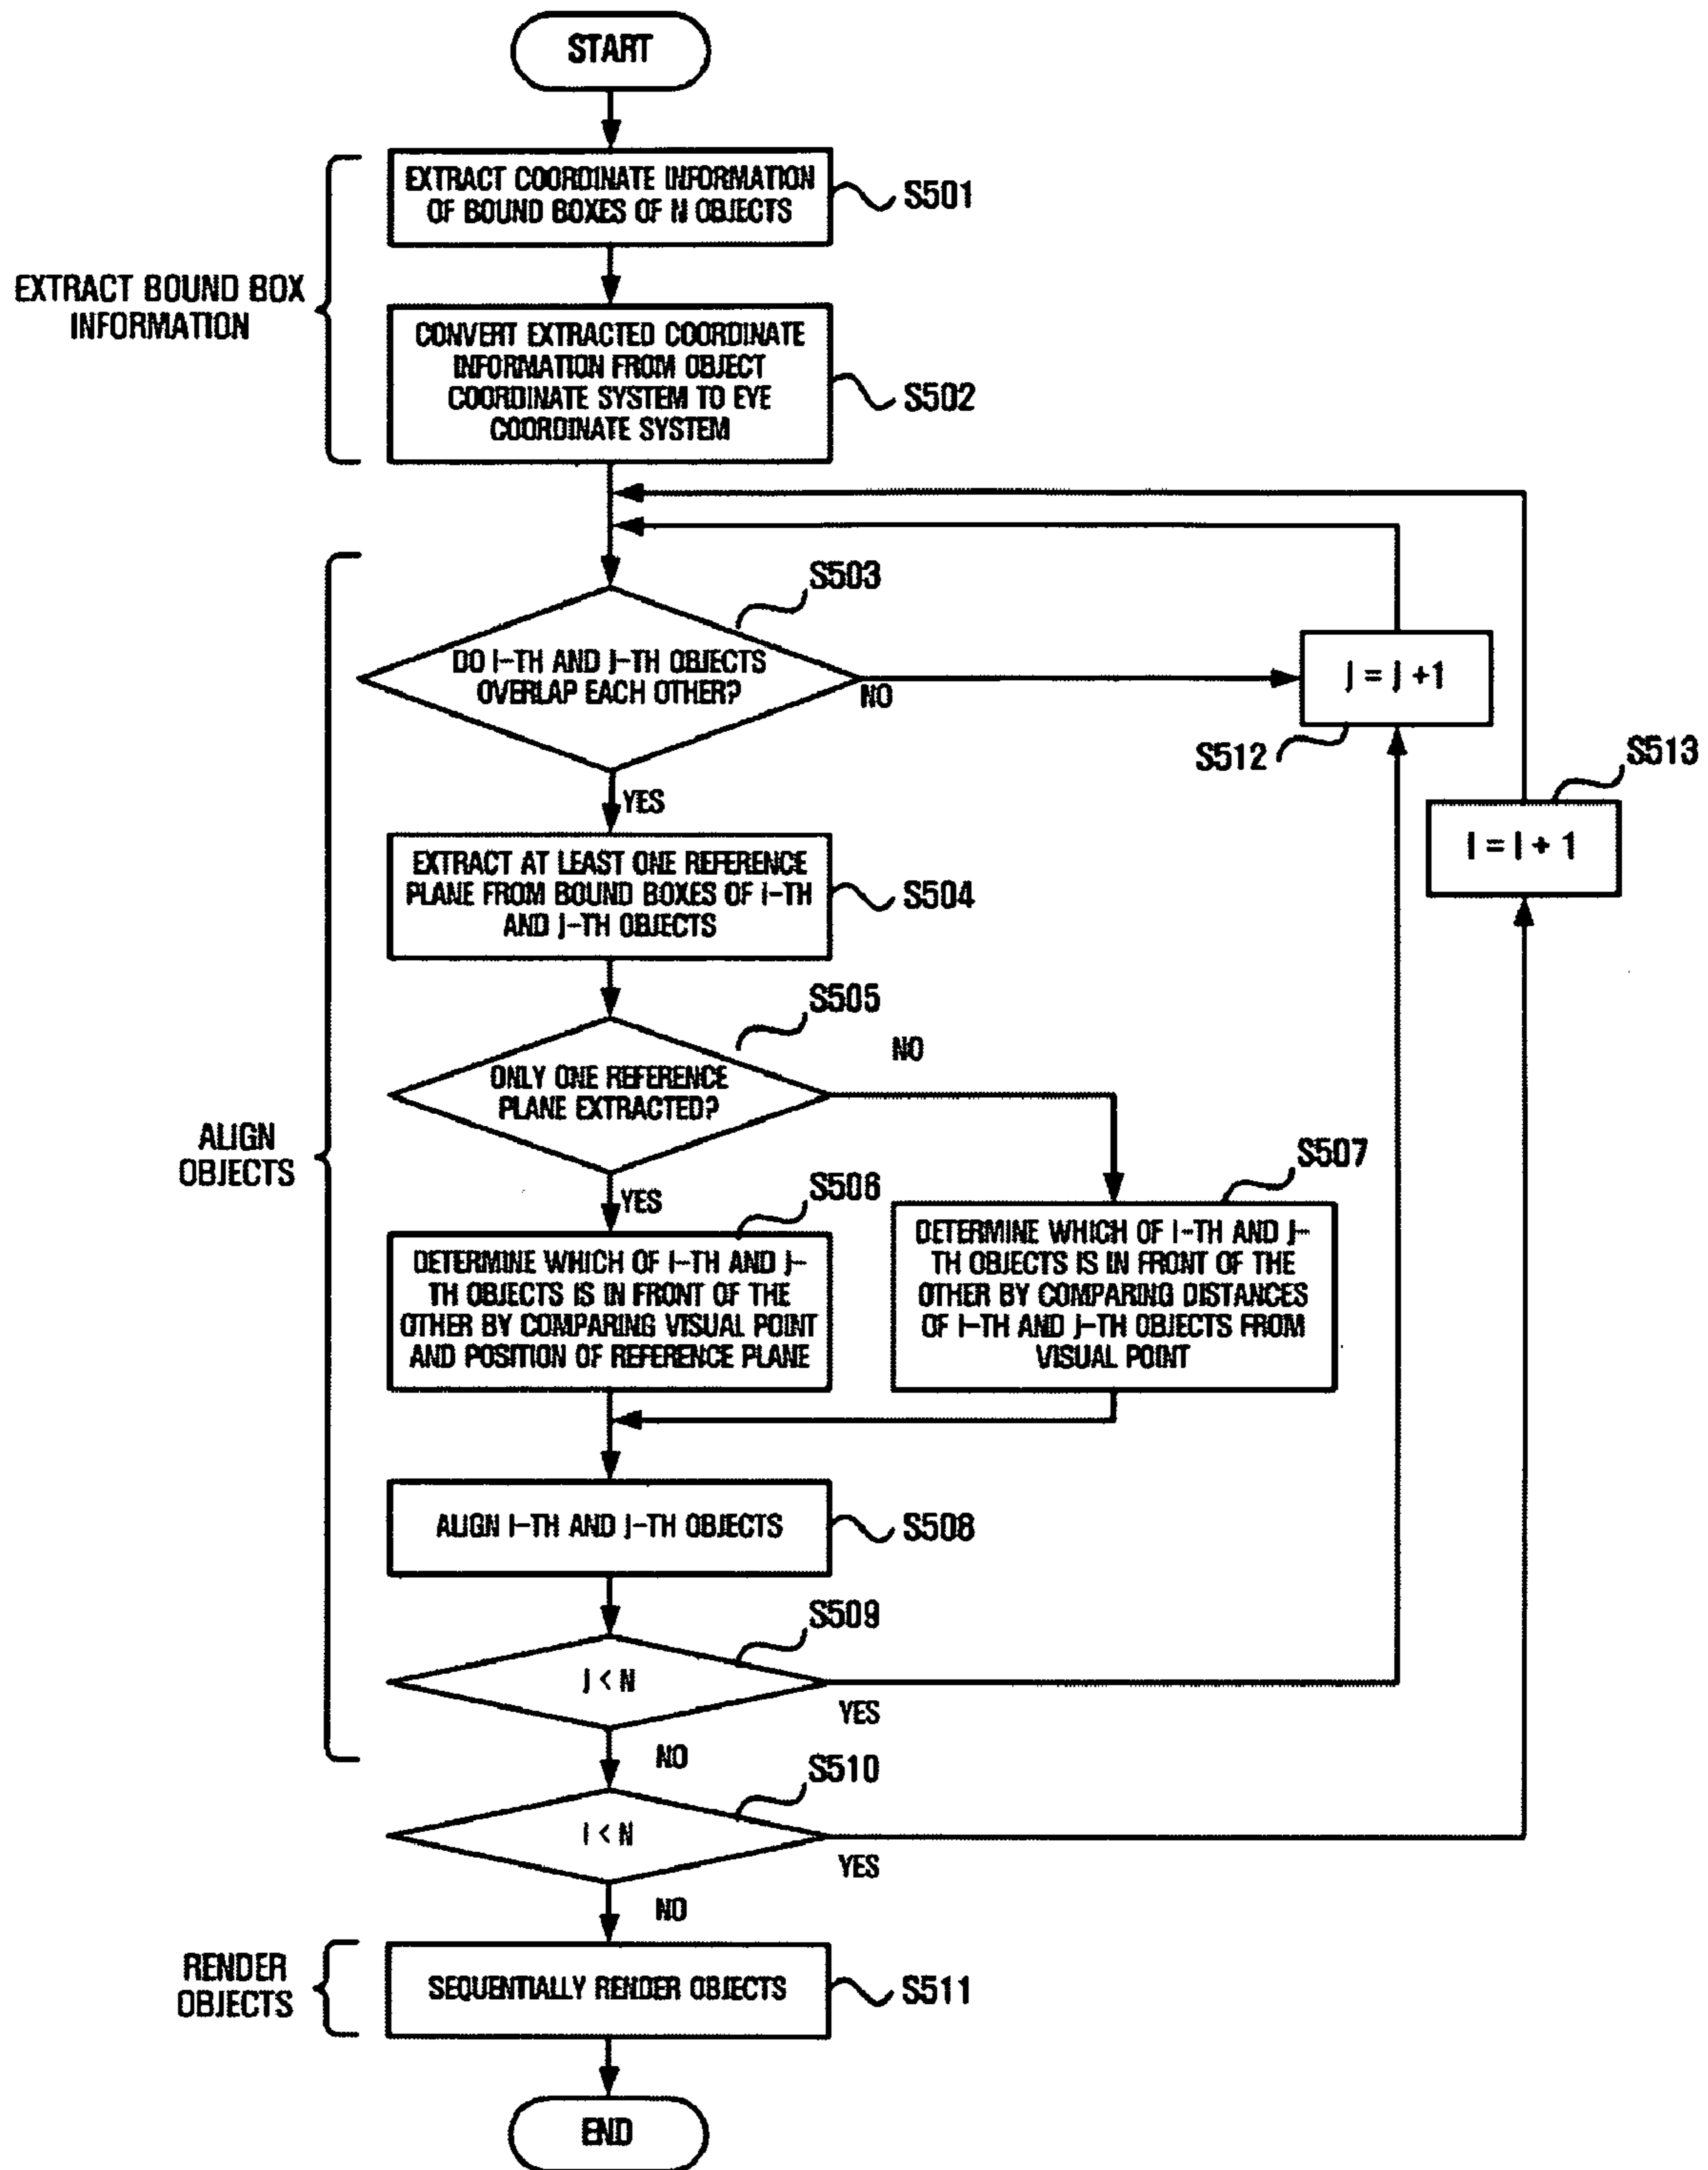 START
EXTRACT COORDINATE INFORMATION
OF BOUND BOXES OF N OBJECTS
S501
EXTRACT BOUND BOX
INFORMATION
CONVERT EXTRACTED COORDINATE
INFORMATION FROM OBJECT
COORDINATE SYSTEM TO EYE
COORDINATE SYSTEM
S502
S503
DO I-TH AND J-TH OBJECTS
OVERLAP EACH OTHER?
NO
J = J +1
S512
S513
I = I + 1
YES
EXTRACT AT LEAST ONE REFERENCE
PLANE FROM BOUND BOXES OF I-TH
AND J-TH OBJECTS
S504
S505
NO
ONLY ONE REFERENCE
PLANE EXTRACTED?
ALIGN
OBJECTS
YES
S506
S507
DETERMINE WHICH OF I-TH AND J-
TH OBJECTS IS IN FRONT OF THE
OTHER BY COMPARING VISUAL POINT
AND POSITION OF REFERENCE PLANE
DETERMINE WHICH OF I-TH AND J-
TH OBJECTS IS IN FRONT OF THE
OTHER BY COMPARING DISTANCES
OF I-TH AND J-TH OBJECTS FROM
VISUAL POINT
ALIGN I-TH AND J-TH OBJECTS
S508
S509
J < N
YES
NO
S510
I < N
YES
NO
RENDER
OBJECTS
SEQUENTIALLY RENDER OBJECTS
S511
END